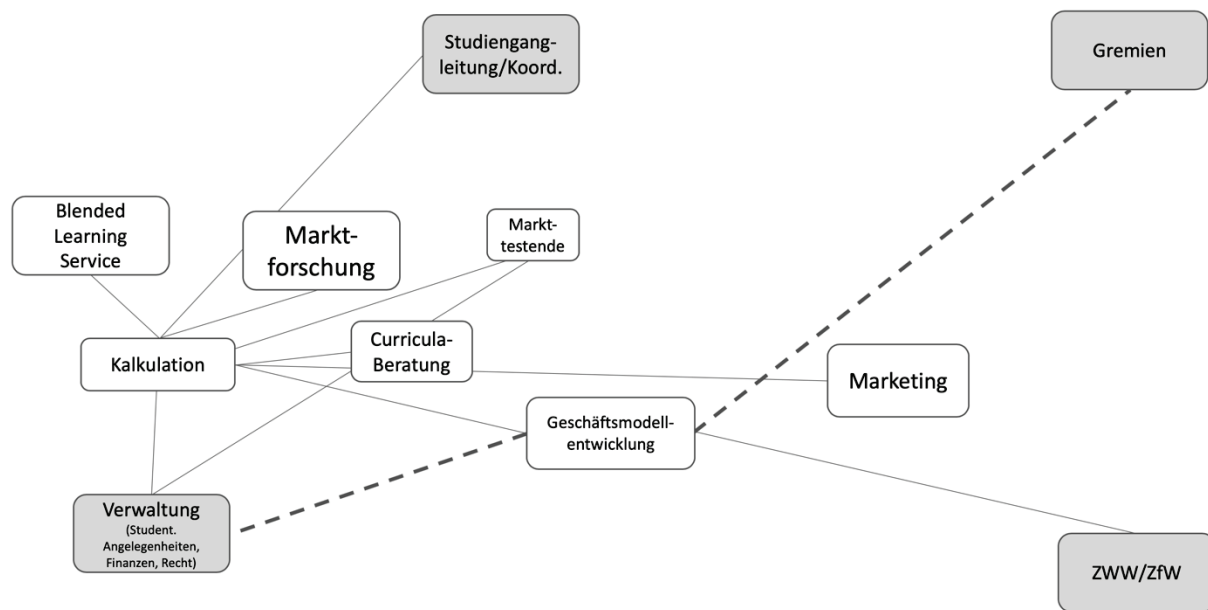 Studiengang-
leitung/Koord.
Gremien
Blended
Learning
Service
Markt-
forschung
Markt-
testende
Kalkulation
Curricula-
Beratung
Marketing
Geschäftsmodell-
entwicklung
Verwaltung
(Student.
Angelegenheiten,
Finanzen, Recht)
ZWW/ZfW